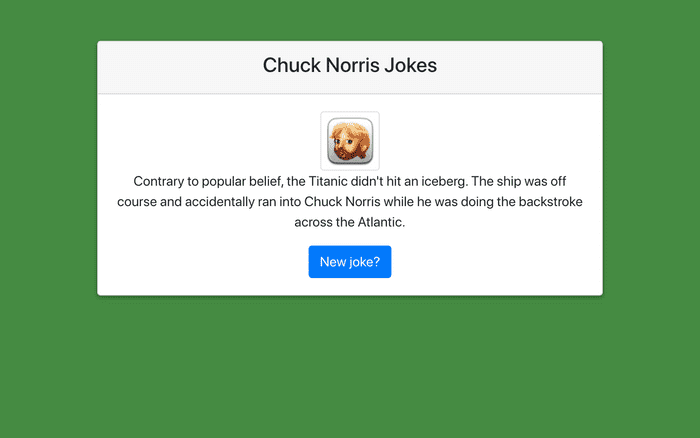 Chuck Norris Jokes
Contrary to popular belief, the Titanic didn't hit an iceberg. The ship was off
course and accidentally ran into Chuck Norris while he was doing the backstroke
across the Atlantic.
New joke?